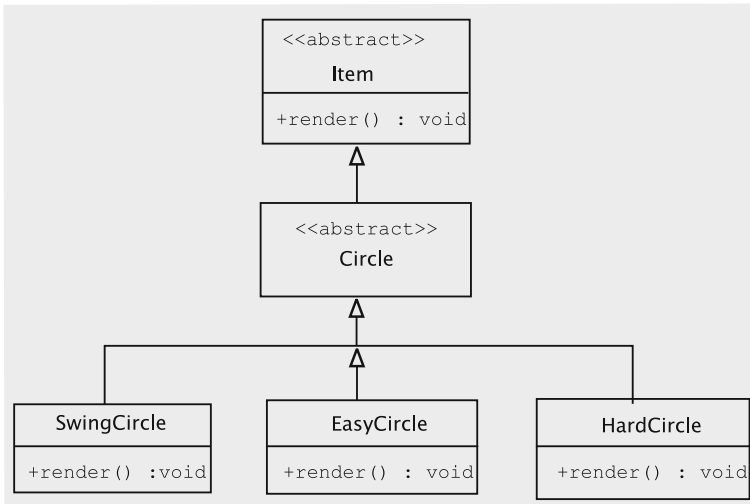 <<abstract>>
Item
+render() : void
<<abstract>>
Circle
SwingCircle
+render() :void
EasyCircle
+render() : void
HardCircle
+render() : void